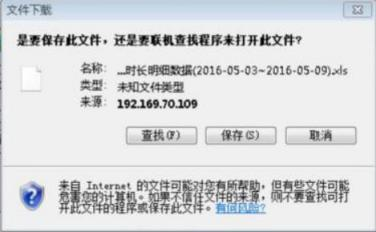 文件下载
是要保存此文件，还是要联机查找程序来打开此文件?
名称: ...时长明细数据(2016-05-03~2016-05-09).xls
类型: 未知文件类型
来源: 192.169.70.109
查找(F) 保存(S) 取消
来自 Internet 的文件可能对您有所帮助，但有些文件可能
危害您的计算机。如果不信任文件的来源，则不要查找可打
开此文件的程序或保存此文件。有何风险?